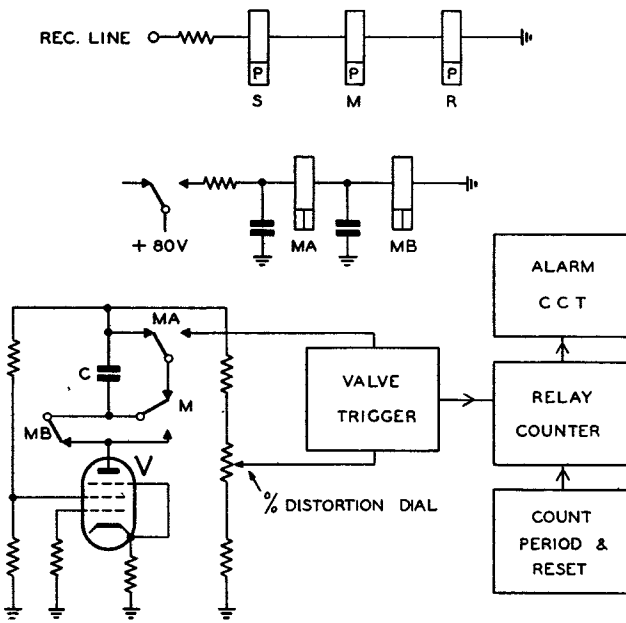 REC. LINE
P P P
S M R
+ 80V
MA MB
MA
C
M
MB
V
% DISTORTION DIAL
VALVE
TRIGGER
ALARM
CCT
RELAY
COUNTER
COUNT
PERIOD &
RESET